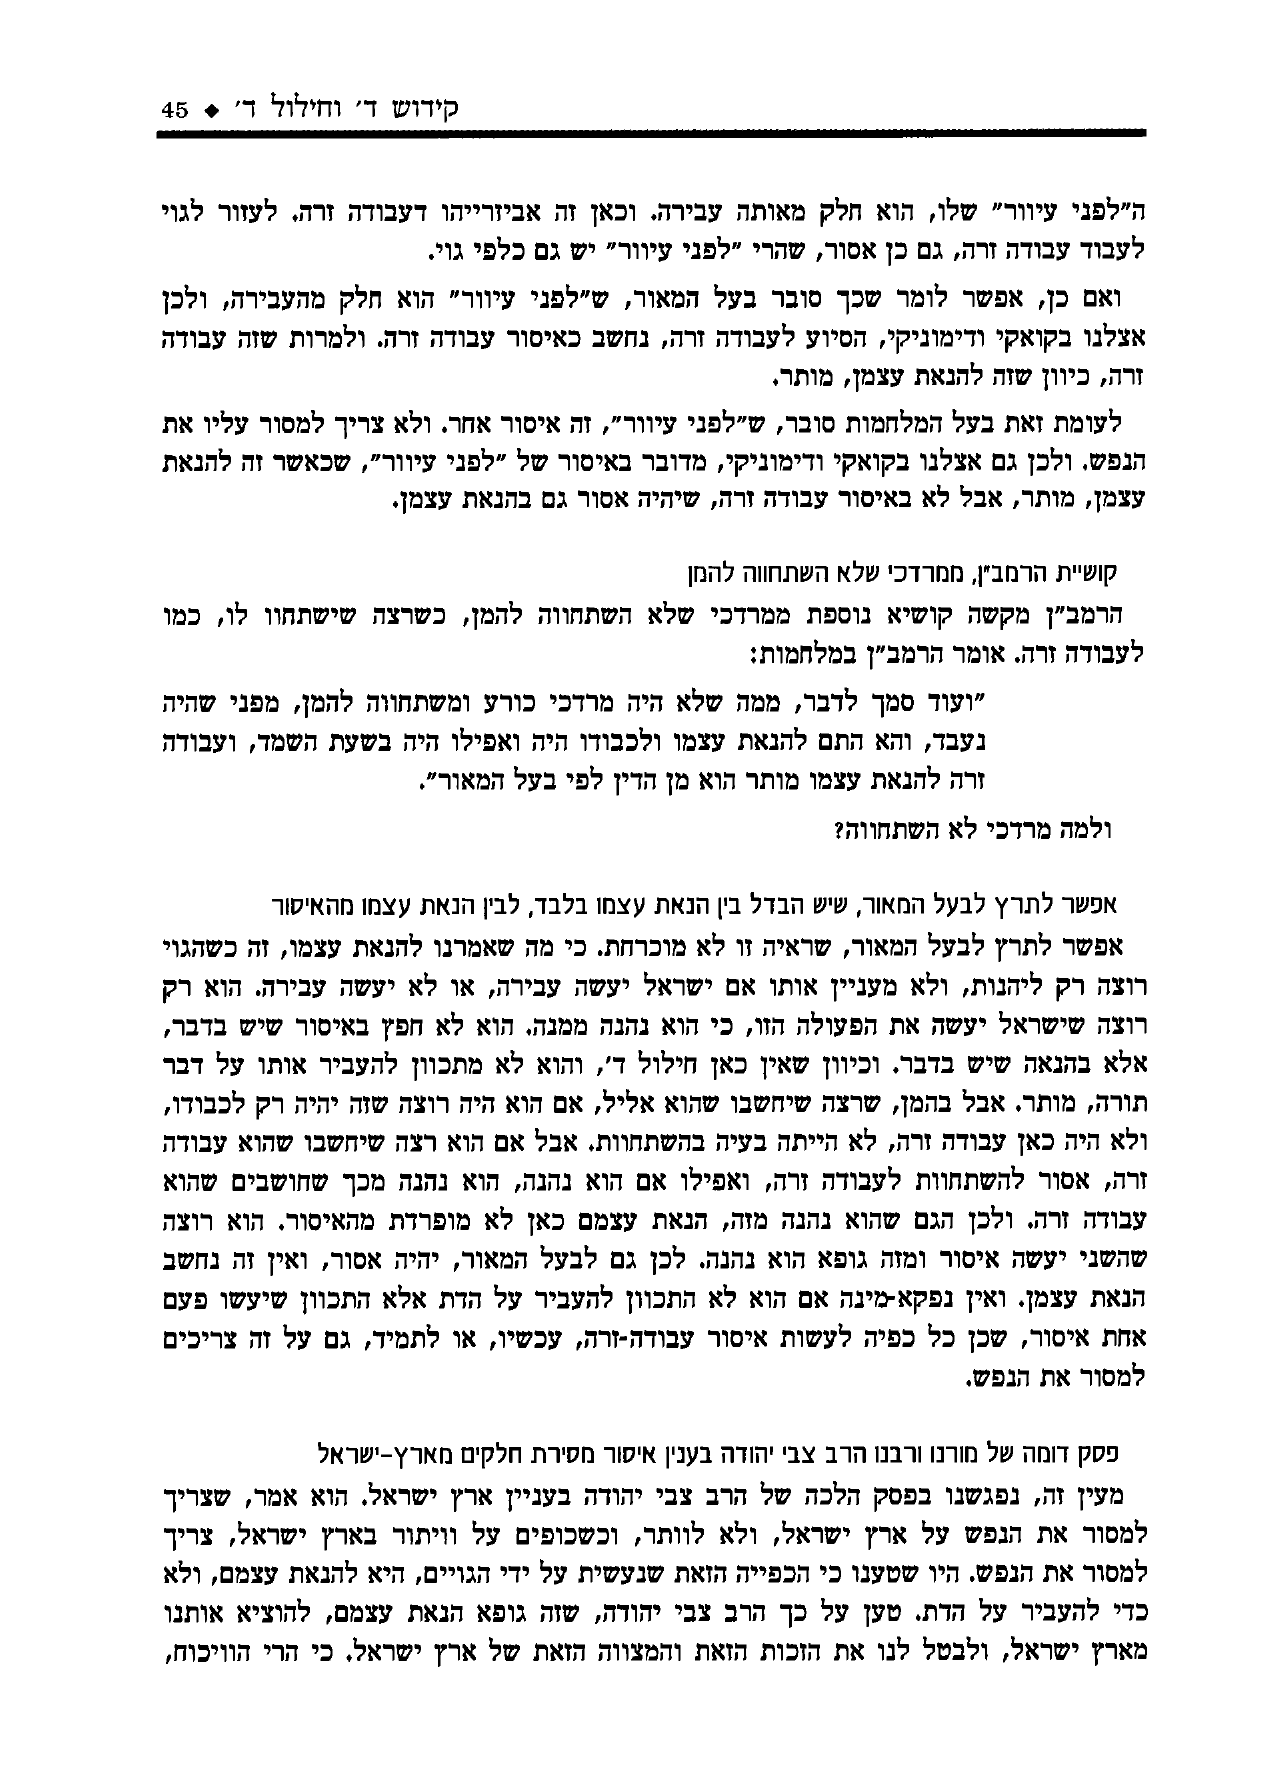 קידוש ד׳ וחילול ד׳ ◆ 45
ה״לפני עיוור״ שלו, הוא חלק מאותה עבירה. וכאן זה אביזרייהו דעבודה זרה. לעזור לגוי
לעבוד עבודה זרה, גם כן אסור, שהרי ״לפני עיוור״ יש גם כלפי גוי.
ואם כן, אפשר לומר שכך סובר בעל המאור, ש״לפני עיוור״ הוא חלק מהעבירה, ולכן
אצלנו בקואקי ודימוניקי, הסיוע לעבודה זרה, נחשב כאיסור עבודה זרה. ולמרות שזה עבודה
זרה, כיוון שזה להנאת עצמן, מותר.
לעומת זאת בעל המלחמות סובר, ש״לפני עיוור״, זה איסור אחר. ולא צריך למסור עליו את
הנפש. ולכן גם אצלנו בקואקי ודימוניקי, מדובר באיסור של ״לפני עיוור״, שכאשר זה להנאת
עצמן, מותר, אבל לא באיסור עבודה זרה, שיהיה אסור גם בהנאת עצמן.
קושיית הרמב״ן, ממרדכי שלא השתחווה להמן
הרמב״ן מקשה קושיא נוספת ממרדכי שלא השתחווה להמן, כשרצה שישתחוו לו, כמו
לעבודה זרה. אומר הרמב״ן במלחמות:
״ועוד סמך לדבר, ממה שלא היה מרדכי כורע ומשתחווה להמן, מפני שהיה
נעבד, והא התם להנאת עצמו ולכבודו היה ואפילו היה בשעת השמד, ועבודה
זרה להנאת עצמו מותר הוא מן הדין לפי בעל המאור״.
ולמה מרדכי לא השתחווה?
אפשר לתרץ לבעל המאור, שיש הבדל בין הנאת עצמו בלבד, לבין הנאת עצמו מהאיסור
אפשר לתרץ לבעל המאור, שראיה זו לא מוכרחת. כי מה שאמרנו להנאת עצמו, זה כשהגוי
רוצה רק ליהנות, ולא מעניין אותו אם ישראל יעשה עבירה, או לא יעשה עבירה. הוא רק
רוצה שישראל יעשה את הפעולה הזו, כי הוא נהנה ממנה. הוא לא חפץ באיסור שיש בדבר,
אלא בהנאה שיש בדבר. וכיוון שאין כאן חילול ד׳, והוא לא מתכוון להעביר אותו על דבר
תורה, מותר. אבל בהמן, שרצה שיחשבו שהוא אליל, אם הוא היה רוצה שזה יהיה רק לכבודו,
ולא היה כאן עבודה זרה, לא הייתה בעיה בהשתחוות. אבל אם הוא רצה שיחשבו שהוא עבודה
זרה, אסור להשתחוות לעבודה זרה, ואפילו אם הוא נהנה, הוא נהנה מכך שחושבים שהוא
עבודה זרה. ולכן הגם שהוא נהנה מזה, הנאת עצמם כאן לא מופרדת מהאיסור. הוא רוצה
שהשני יעשה איסור ומזה גופא הוא נהנה. לכן גם לבעל המאור, יהיה אסור, ואין זה נחשב
הנאת עצמן. ואין נפקא-מינה אם הוא לא התכוון להעביר על הדת אלא התכוון שיעשו פעם
אחת איסור, שכן כל כפיה לעשות איסור עבודה-זרה, עכשיו, או לתמיד, גם על זה צריכים
למסור את הנפש.
פסק דומה של מורנו ורבנו הרב צבי יהודה בענין איסור מסירת חלקים מארץ-ישראל
מעין זה, נפגשנו בפסק הלכה של הרב צבי יהודה בעניין ארץ ישראל. הוא אמר, שצריך
למסור את הנפש על ארץ ישראל, ולא לוותר, וכשכופים על וויתור בארץ ישראל, צריך
למסור את הנפש. היו שטענו כי הכפייה הזאת שנעשית על ידי הגויים, היא להנאת עצמם, ולא
כדי להעביר על הדת. טען על כך הרב צבי יהודה, שזה גופא הנאת עצמם, להוציא אותנו
מארץ ישראל, ולבטל לנו את הזכות הזאת והמצווה הזאת של ארץ ישראל. כי הרי הוויכוח,